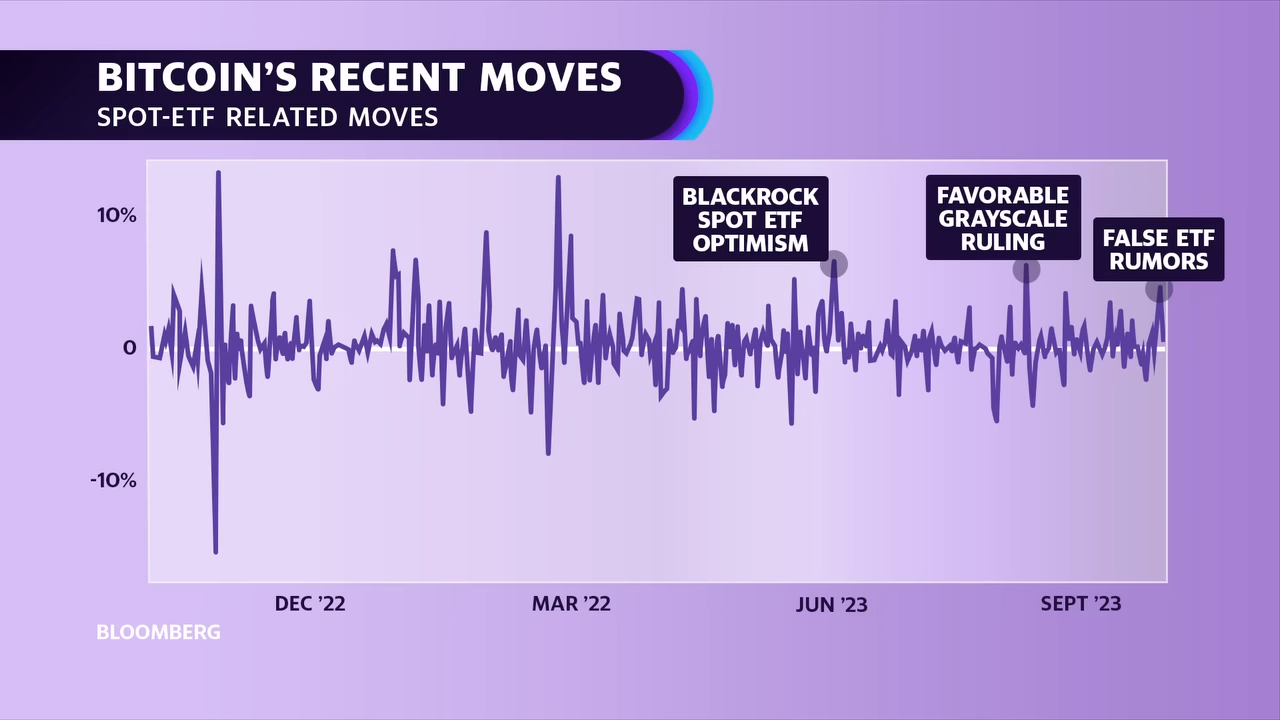 BITCOIN’S RECENT MOVES
SPOT-ETF RELATED MOVES
BLACKROCK
SPOT ETF
OPTIMISM
FAVORABLE
GRAYSCALE
RULING
FALSE ETF
RUMORS
10%
0
-10%
DEC ’22
MAR ’22
JUN ’23
SEPT ’23
BLOOMBERG